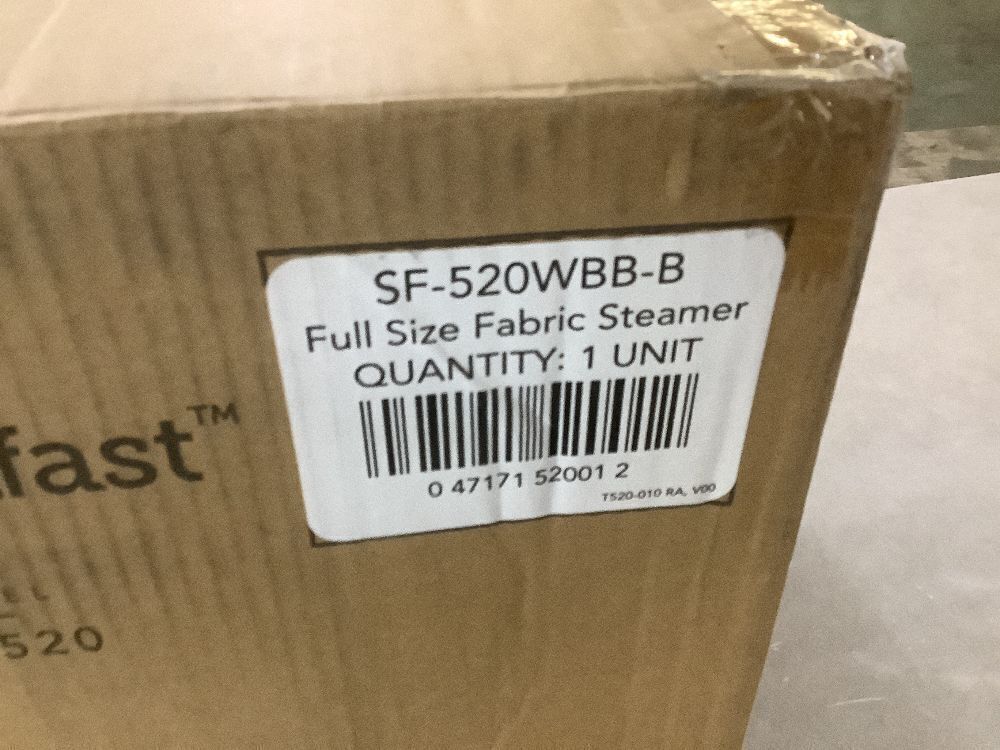 SF-520WBB-B
Full Size Fabric Steamer
QUANTITY: 1 UNIT
0 47171 52001 2
T520-010 RA, V00
fast™
EL
520